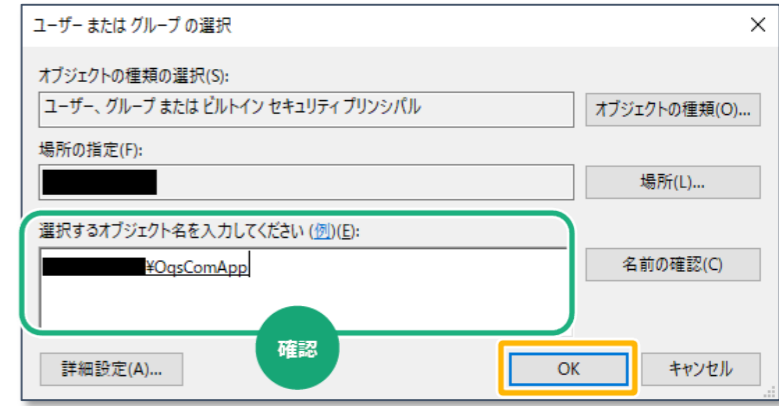 ユーザー または グループ の選択
オブジェクトの種類の選択(S):
ユーザー、グループ または ビルトイン セキュリティ プリンシパル
オブジェクトの種類(O)...
場所の指定(F):
場所(L)...
選択するオブジェクト名を入力してください (例)(E):
¥OqsComApp
名前の確認(C)
確認
詳細設定(A)...
OK
キャンセル